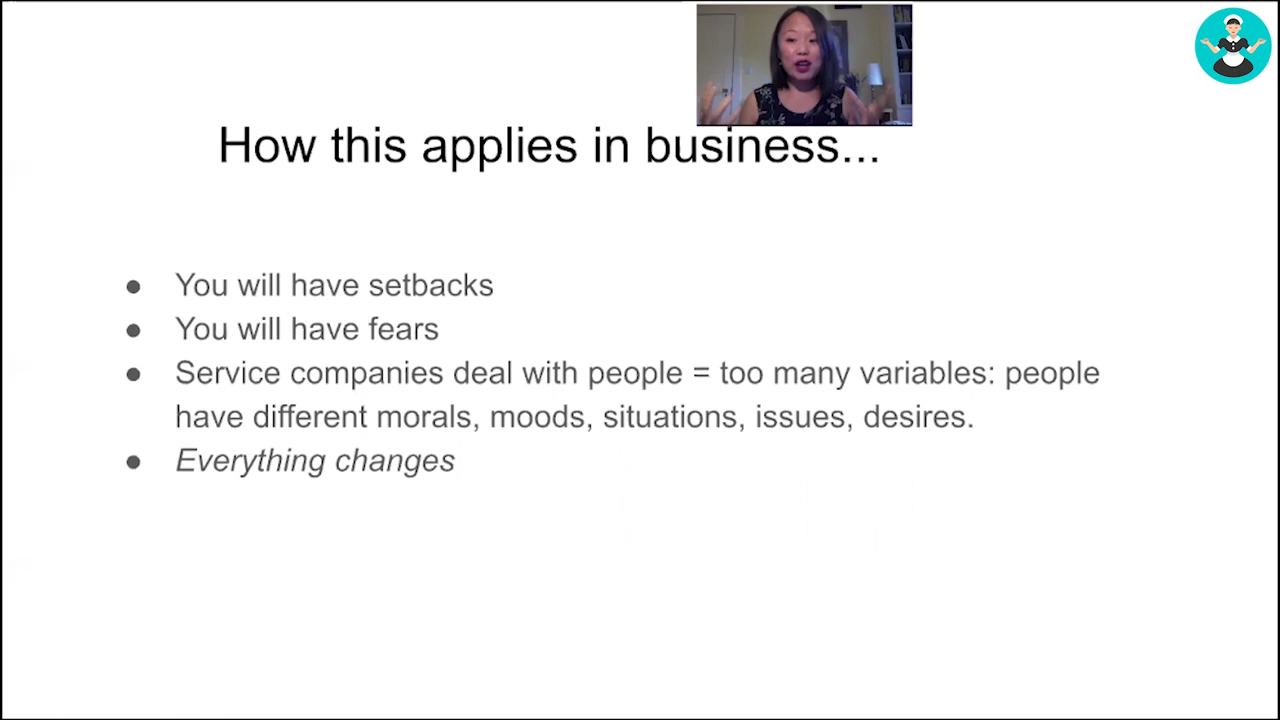 How this applies in business...
● You will have setbacks
● You will have fears
● Service companies deal with people = too many variables: people
have different morals, moods, situations, issues, desires.
● Everything changes